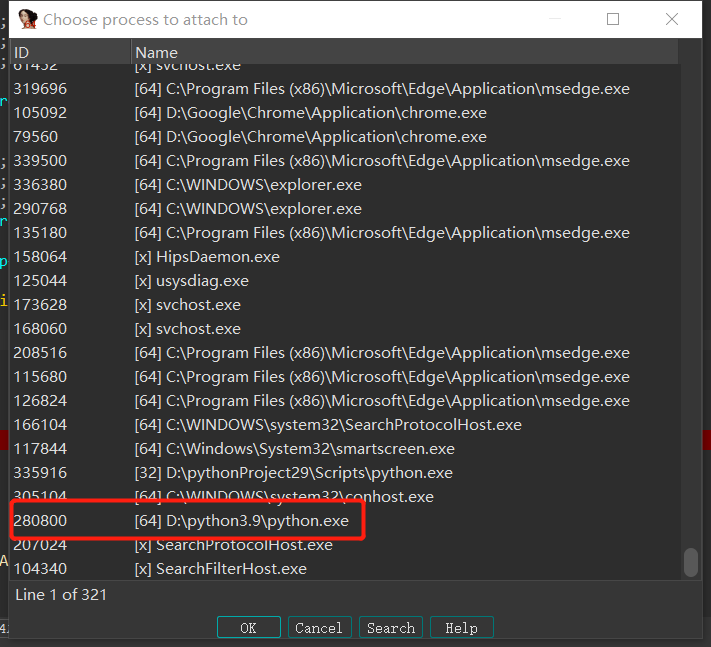 Choose process to attach to
ID Name
61452 [x] svchost.exe
319696 [64] C:\Program Files (x86)\Microsoft\Edge\Application\msedge.exe
105092 [64] D:\Google\Chrome\Application\chrome.exe
79560 [64] D:\Google\Chrome\Application\chrome.exe
339500 [64] C:\Program Files (x86)\Microsoft\Edge\Application\msedge.exe
336380 [64] C:\WINDOWS\explorer.exe
290768 [64] C:\WINDOWS\explorer.exe
135180 [64] C:\Program Files (x86)\Microsoft\Edge\Application\msedge.exe
158064 [x] HipsDaemon.exe
125044 [x] usysdiag.exe
173628 [x] svchost.exe
168060 [x] svchost.exe
208516 [64] C:\Program Files (x86)\Microsoft\Edge\Application\msedge.exe
115680 [64] C:\Program Files (x86)\Microsoft\Edge\Application\msedge.exe
126824 [64] C:\Program Files (x86)\Microsoft\Edge\Application\msedge.exe
166104 [64] C:\WINDOWS\system32\SearchProtocolHost.exe
117844 [64] C:\Windows\System32\smartscreen.exe
335916 [32] D:\pythonProject29\Scripts\python.exe
305104 [64] C:\WINDOWS\system32\conhost.exe
280800 [64] D:\python3.9\python.exe
207024 [x] SearchProtocolHost.exe
104340 [x] SearchFilterHost.exe
Line 1 of 321
OK Cancel Search Help